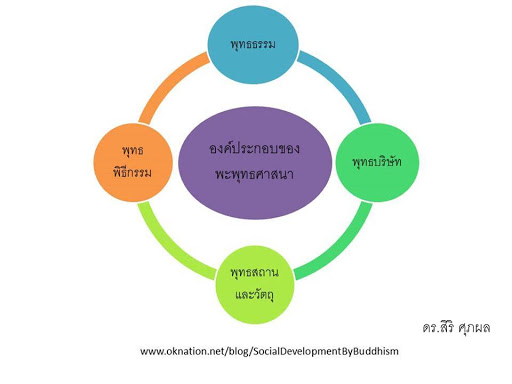 พุทธธรรม
องค์ประกอบของ
พะพุทธศาสนา
พุทธ
พิธีกรรม
พุทธบริษัท
พุทธสถาน
และวัตถุ
ดร.สิริ ศุภผล
www.oknation.net/blog/SocialDevelopmentByBuddhism